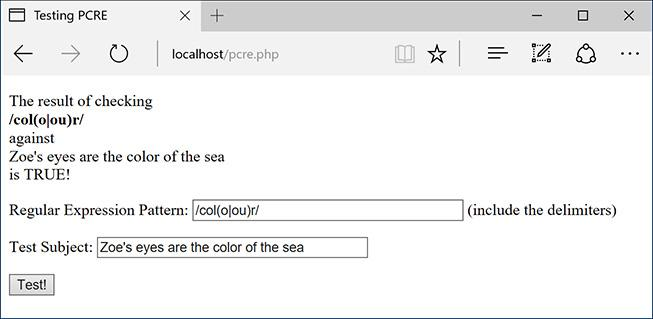 Testing PCRE
localhost/pcre.php
The result of checking
/col(o|ou)r/
against
Zoe's eyes are the color of the sea
is TRUE!
Regular Expression Pattern: /col(o|ou)r/ (include the delimiters)
Test Subject: Zoe's eyes are the color of the sea
Test!